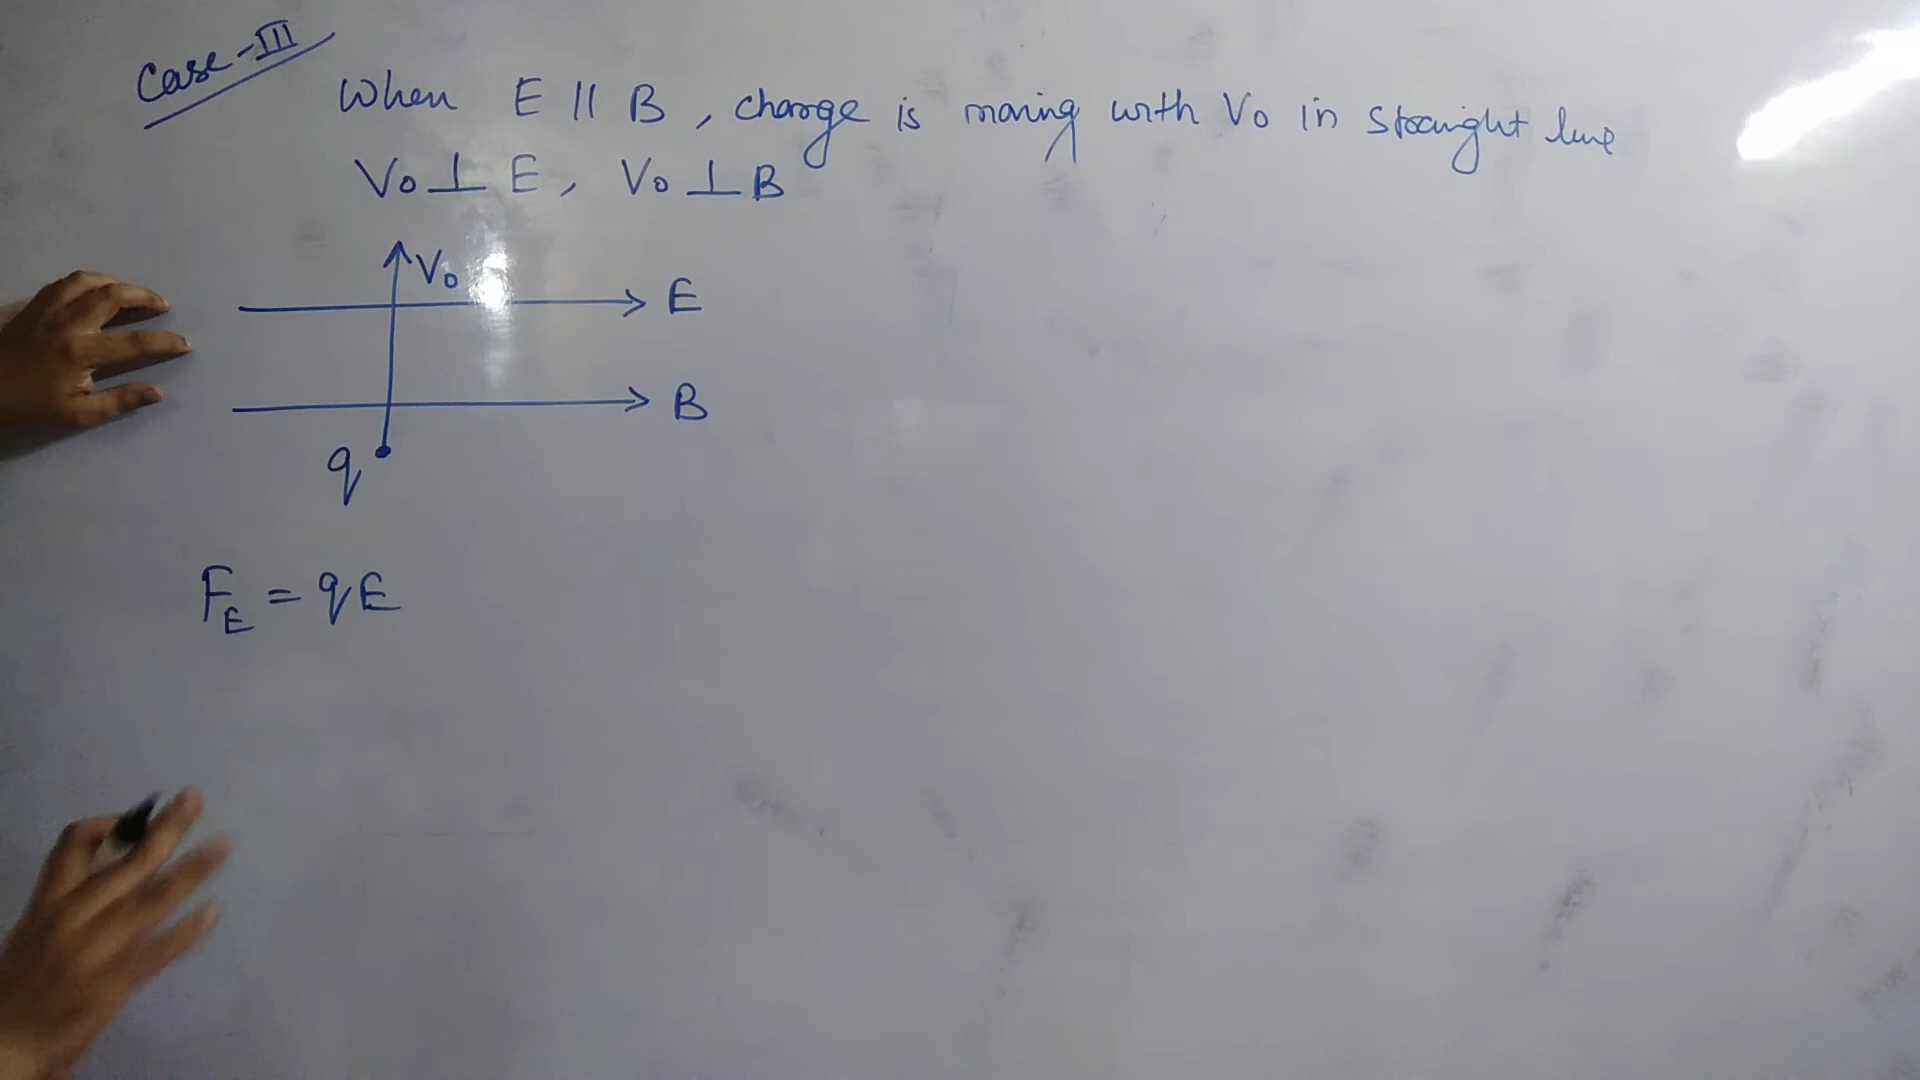 Case-III
When E || B, charge is moving with V₀ in straight line
V₀ ⊥ E, V₀ ⊥ B
V₀
E
B
q
F_E = qE